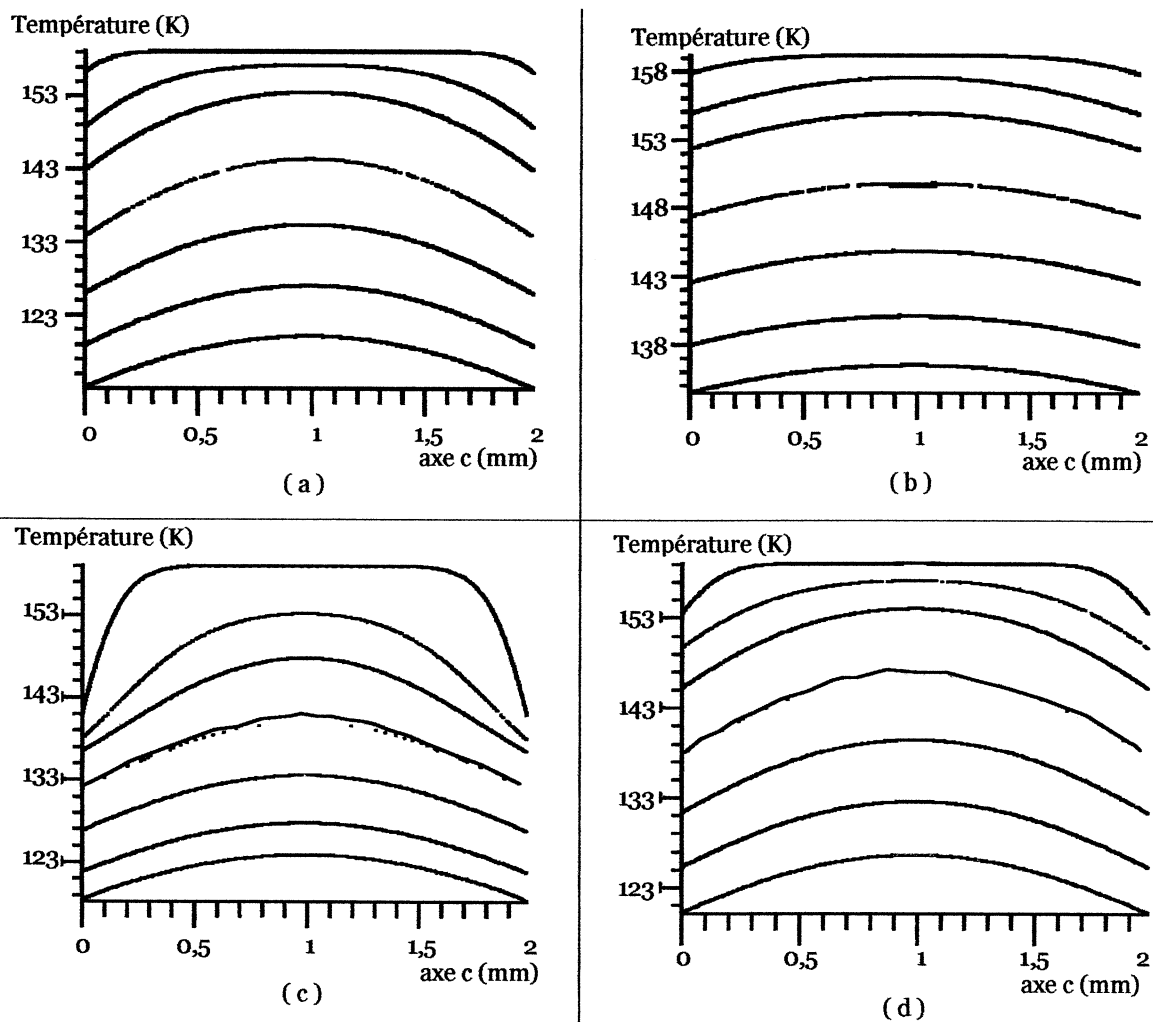 Température (K)
153
143
133
123
0 0,5 1 1,5 2
axe c (mm)
( a )
Température (K)
158
153
148
143
138
0 0,5 1 1,5 2
axe c (mm)
( b )
Température (K)
153
143
133
123
0 0,5 1 1,5 2
axe c (mm)
( c )
Température (K)
153
143
133
123
0 0,5 1 1,5 2
axe c (mm)
( d )